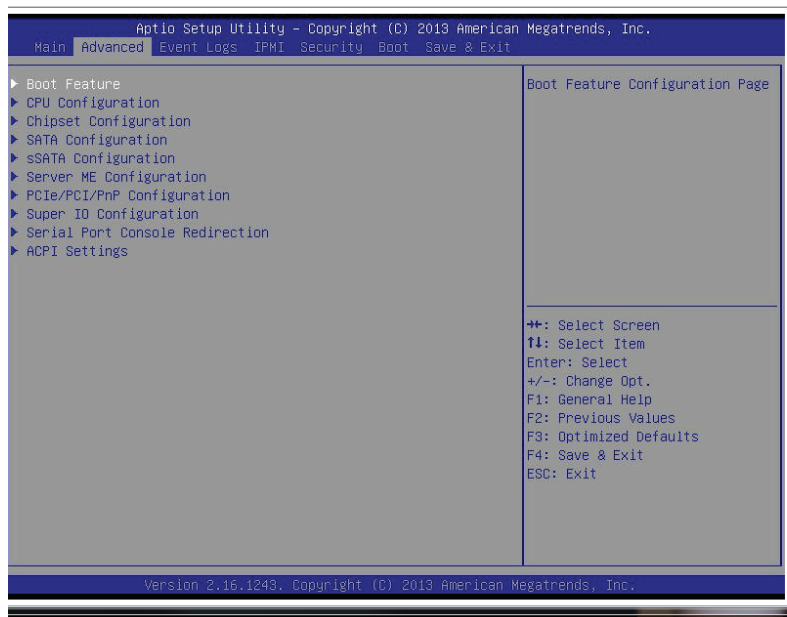 Aptio Setup Utility – Copyright (C) 2013 American Megatrends, Inc.
Main Advanced Event Logs IPMI Security Boot Save & Exit
▶ Boot Feature
▶ CPU Configuration
▶ Chipset Configuration
▶ SATA Configuration
▶ sSATA Configuration
▶ Server ME Configuration
▶ PCIe/PCI/PnP Configuration
▶ Super IO Configuration
▶ Serial Port Console Redirection
▶ ACPI Settings
Boot Feature Configuration Page
→←: Select Screen
↑↓: Select Item
Enter: Select
+/-: Change Opt.
F1: General Help
F2: Previous Values
F3: Optimized Defaults
F4: Save & Exit
ESC: Exit
Version 2.16.1243. Copyright (C) 2013 American Megatrends, Inc.